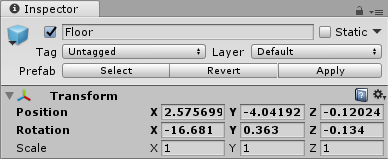 Inspector
Floor Static
Tag Untagged Layer Default
Prefab Select Revert Apply
Transform
Position X 2.575699 Y -4.04192 Z -0.12024
Rotation X -16.681 Y 0.363 Z -0.134
Scale X 1 Y 1 Z 1